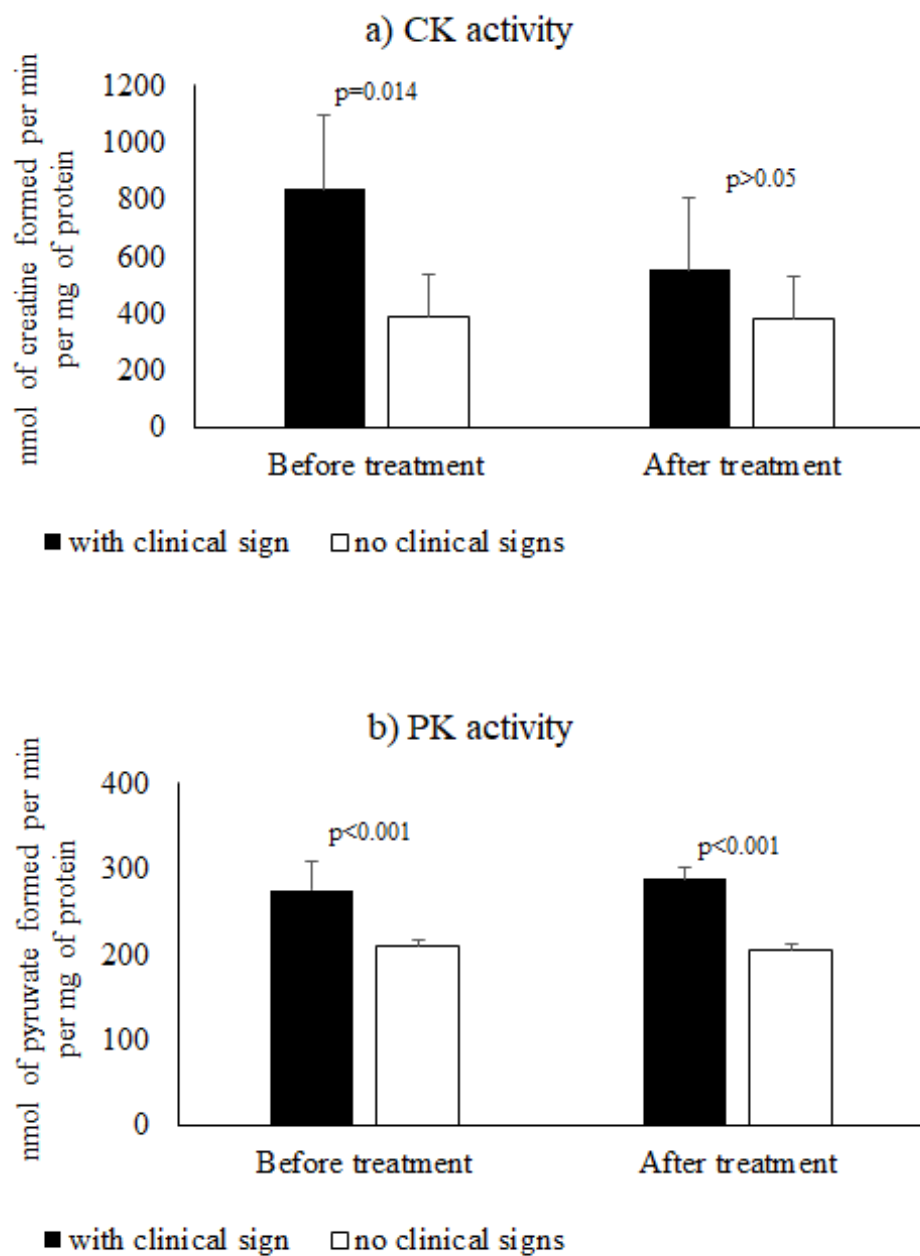 a) CK activity
nmol of creatine formed per min
per mg of protein
1200
1000
800
600
400
200
0
p=0.014
p>0.05
Before treatment
After treatment
with clinical sign
no clinical signs
b) PK activity
nmol of pyruvate formed per min
per mg of protein
400
300
200
100
0
p<0.001
p<0.001
Before treatment
After treatment
with clinical sign
no clinical signs